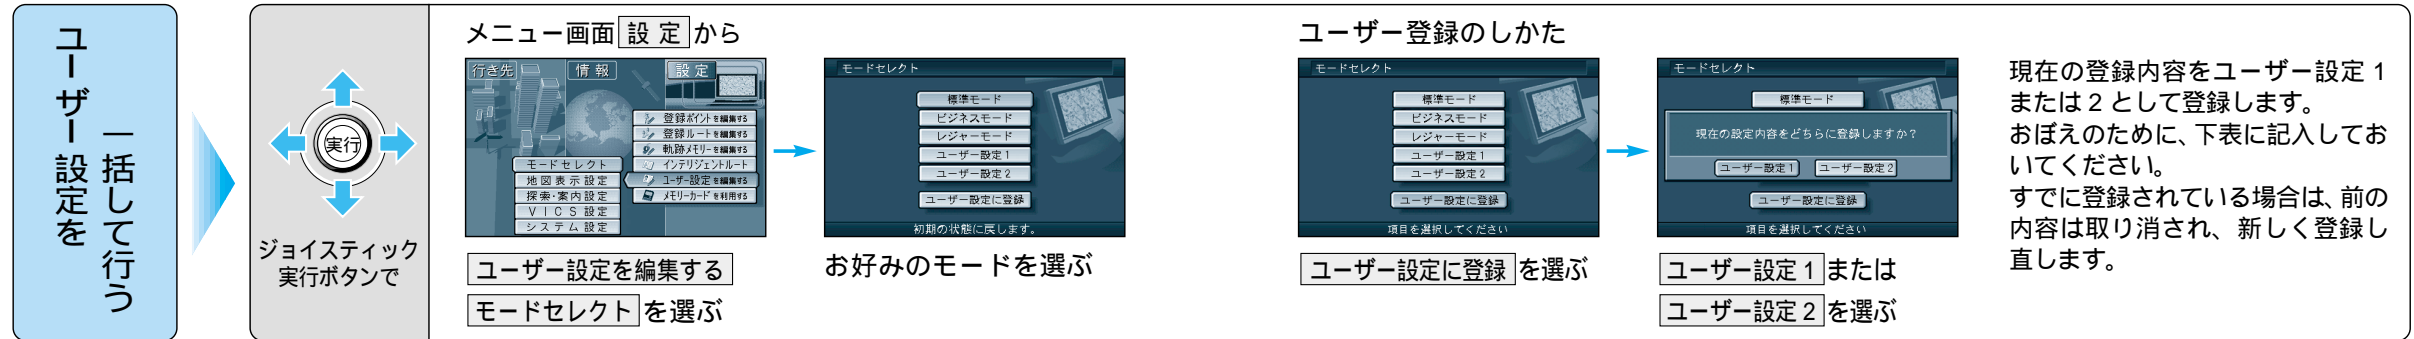 ユーザー設定を
一括して行う
実行
ジョイスティック
実行ボタンで
メニュー画面 設 定 から
行き先 情 報 設 定
登録ポイントを編集する
登録ルートを編集する
軌跡メモリーを編集する
インテリジェントルート
ユーザー設定を編集する
メモリーカードを利用する
モードセレクト
地図表示設定
探索・案内設定
VICS設定
システム設定
ユーザー設定を編集する
モードセレクト を選ぶ
モードセレクト
標準モード
ビジネスモード
レジャーモード
ユーザー設定1
ユーザー設定2
ユーザー設定に登録
初期の状態に戻します。
お好みのモードを選ぶ
ユーザー登録のしかた
モードセレクト
標準モード
ビジネスモード
レジャーモード
ユーザー設定1
ユーザー設定2
ユーザー設定に登録
項目を選択してください
ユーザー設定に登録 を選ぶ
モードセレクト
標準モード
現在の設定内容をどちらに登録しますか?
ユーザー設定1 ユーザー設定2
ユーザー設定に登録
項目を選択してください
ユーザー設定1 または
ユーザー設定2 を選ぶ
現在の登録内容をユーザー設定1
または2として登録します。
おぼえのために、下表に記入してお
いてください。
すでに登録されている場合は、前の
内容は取り消され、新しく登録し
直します。